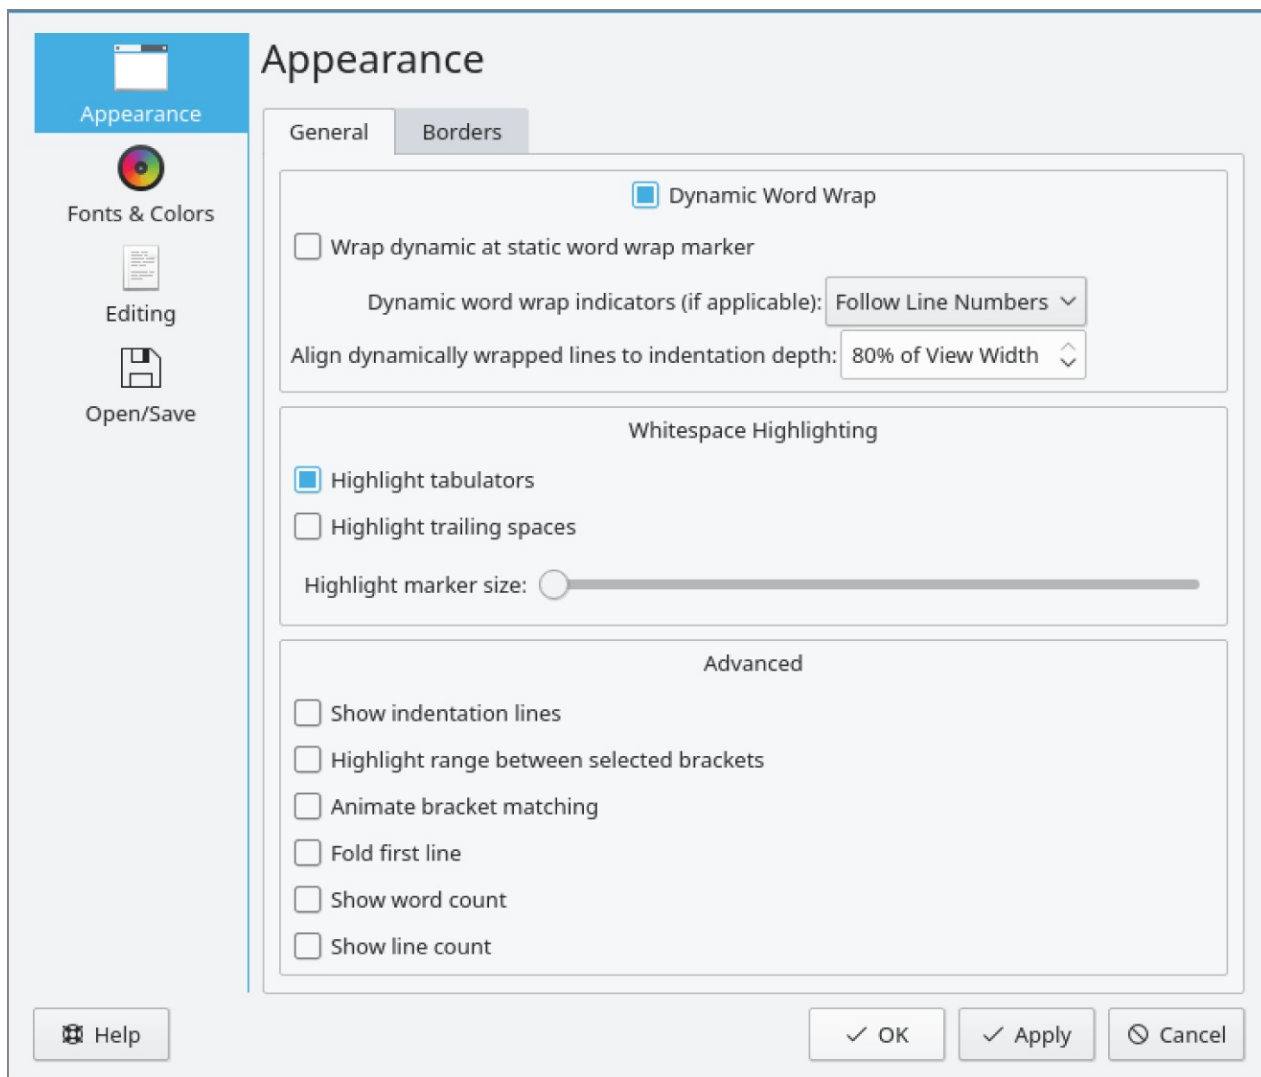 Appearance
Fonts & Colors
Editing
Open/Save
Appearance
General
Borders
Dynamic Word Wrap
Wrap dynamic at static word wrap marker
Dynamic word wrap indicators (if applicable): Follow Line Numbers
Align dynamically wrapped lines to indentation depth: 80% of View Width
Whitespace Highlighting
Highlight tabulators
Highlight trailing spaces
Highlight marker size:
Advanced
Show indentation lines
Highlight range between selected brackets
Animate bracket matching
Fold first line
Show word count
Show line count
Help
OK
Apply
Cancel